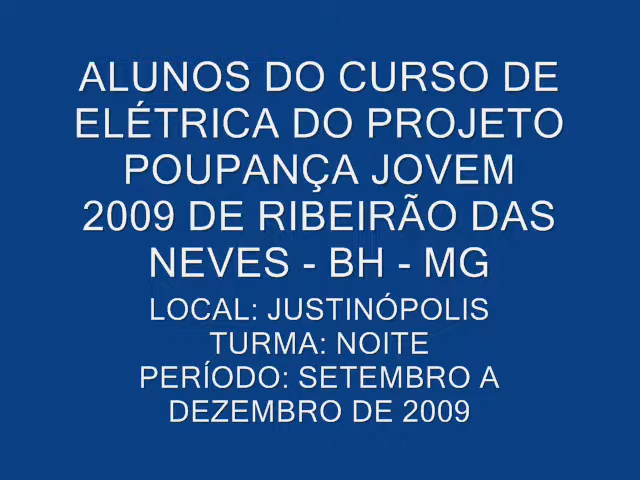 ALUNOS DO CURSO DE
ELÉTRICA DO PROJETO
POUPANÇA JOVEM
2009 DE RIBEIRÃO DAS
NEVES - BH - MG
LOCAL: JUSTINÓPOLIS
TURMA: NOITE
PERÍODO: SETEMBRO A
DEZEMBRO DE 2009